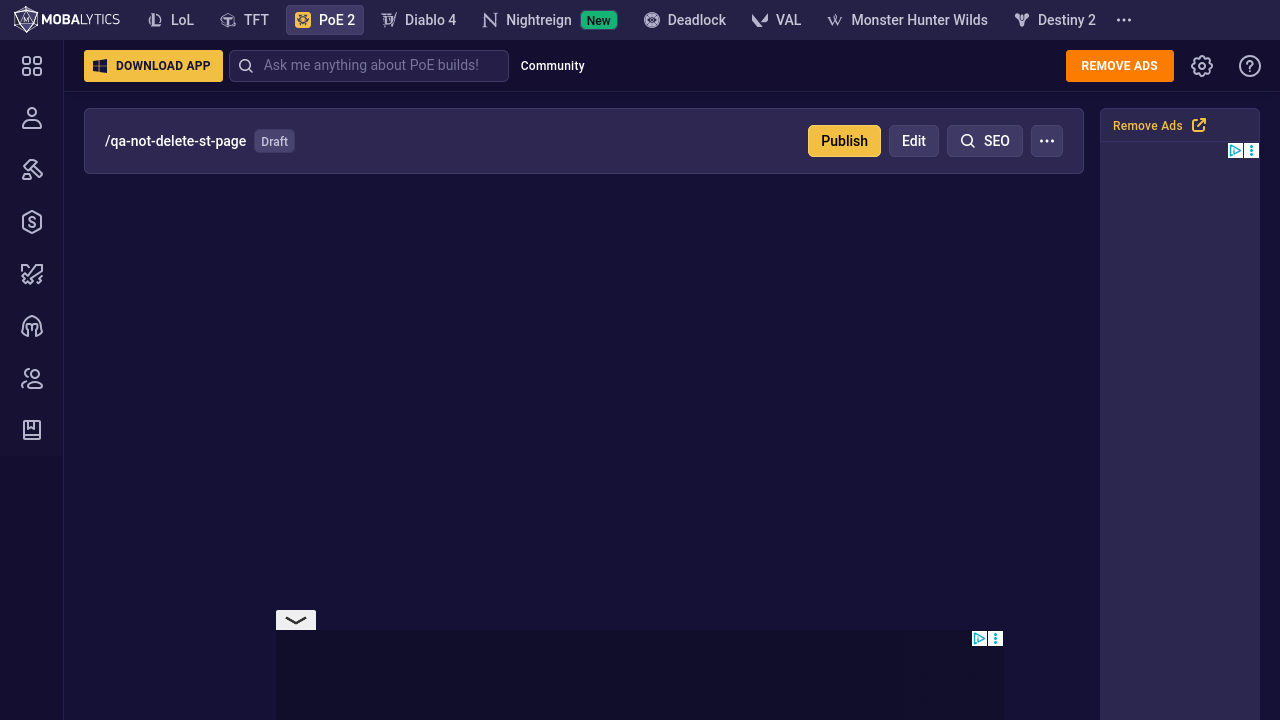 MOBALYTICS LoL TFT PoE 2 Diablo 4 Nightreign New Deadlock VAL Monster Hunter Wilds Destiny 2
DOWNLOAD APP Ask me anything about PoE builds! Community REMOVE ADS
/qa-not-delete-st-page Draft Publish Edit SEO
Remove Ads